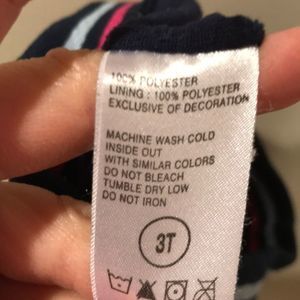 100% POLYESTER
LINING : 100% POLYESTER
EXCLUSIVE OF DECORATION
MACHINE WASH COLD
INSIDE OUT
WITH SIMILAR COLORS
DO NOT BLEACH
TUMBLE DRY LOW
DO NOT IRON
3T